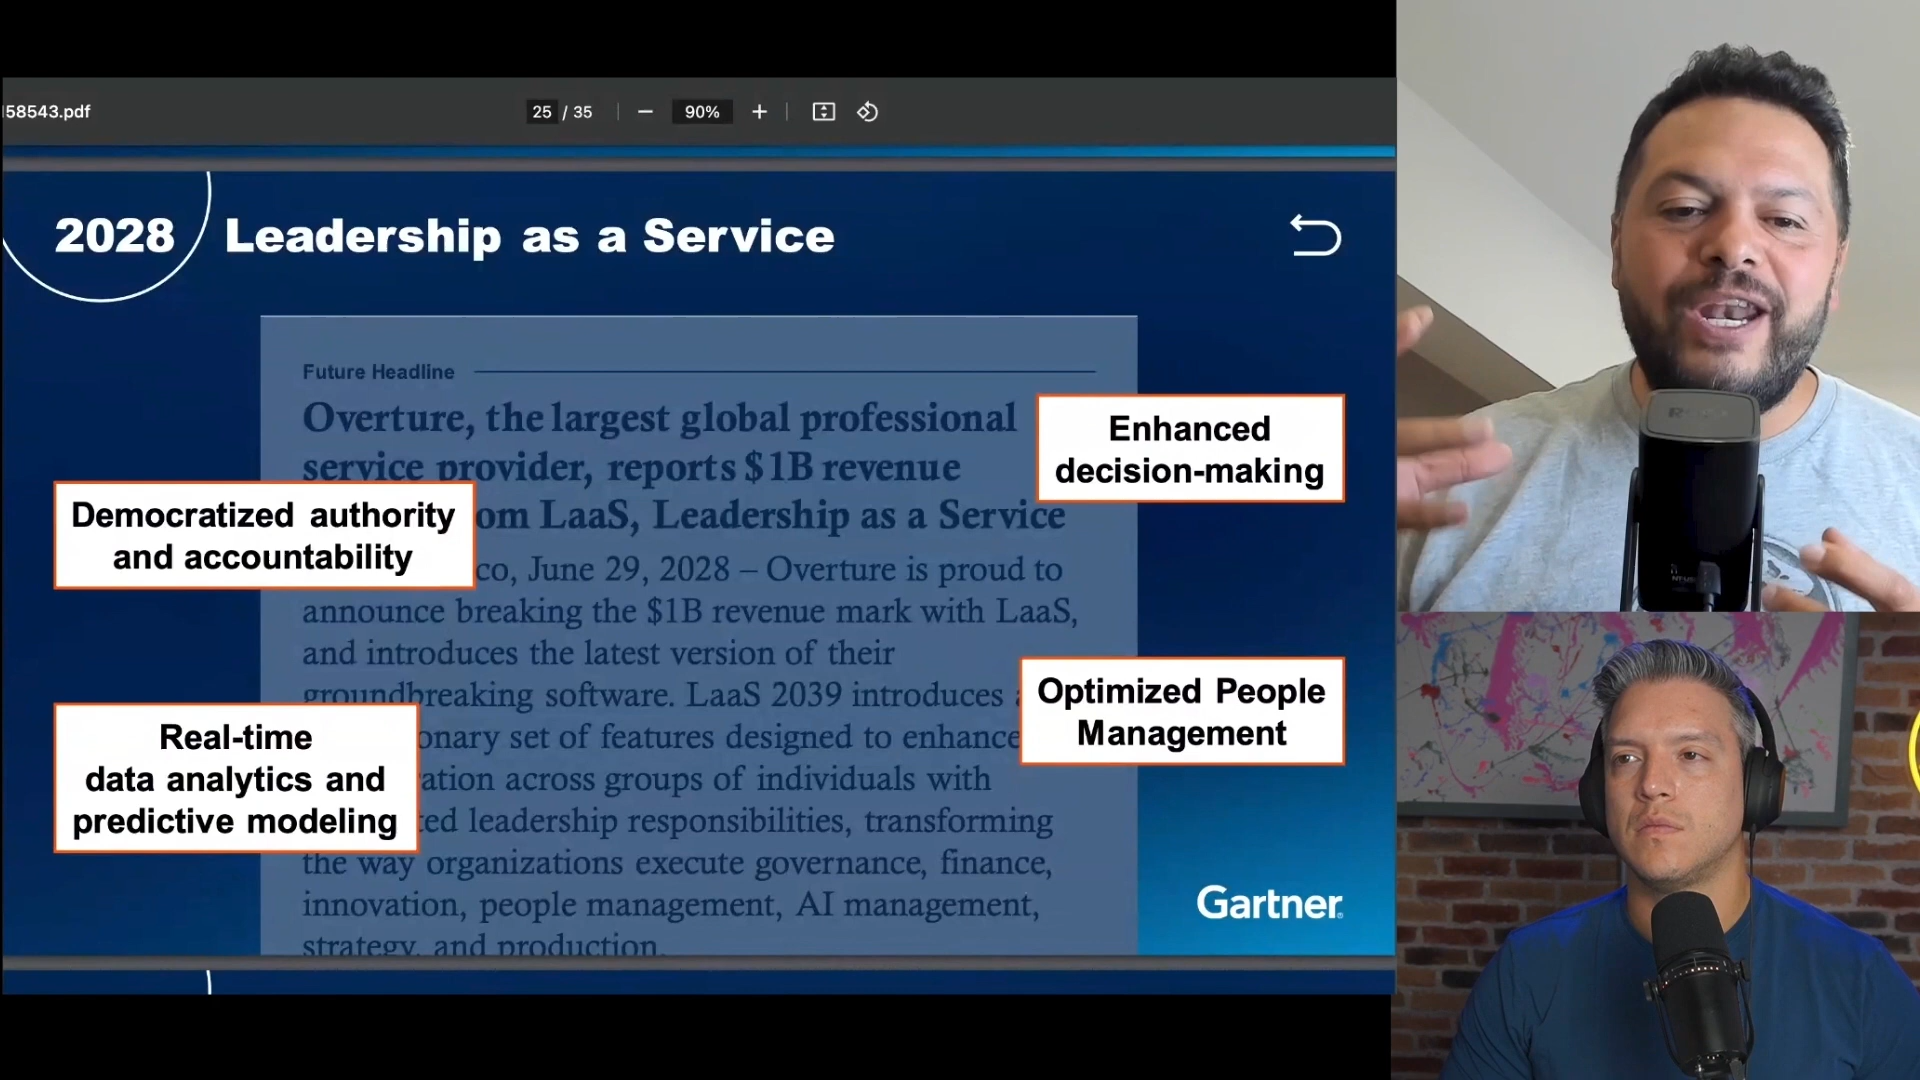 158543.pdf
25 / 35
90%
2028 Leadership as a Service
Future Headline
Overture, the largest global professional
service provider, reports $1B revenue
om LaaS, Leadership as a Service
co, June 29, 2028 – Overture is proud to
announce breaking the $1B revenue mark with LaaS,
and introduces the latest version of their
groundbreaking software. LaaS 2039 introduces
onary set of features designed to enhance
ration across groups of individuals with
ted leadership responsibilities, transforming
the way organizations execute governance, finance,
innovation, people management, AI management,
strategy, and production.
Democratized authority
and accountability
Real-time
data analytics and
predictive modeling
Enhanced
decision-making
Optimized People
Management
Gartner